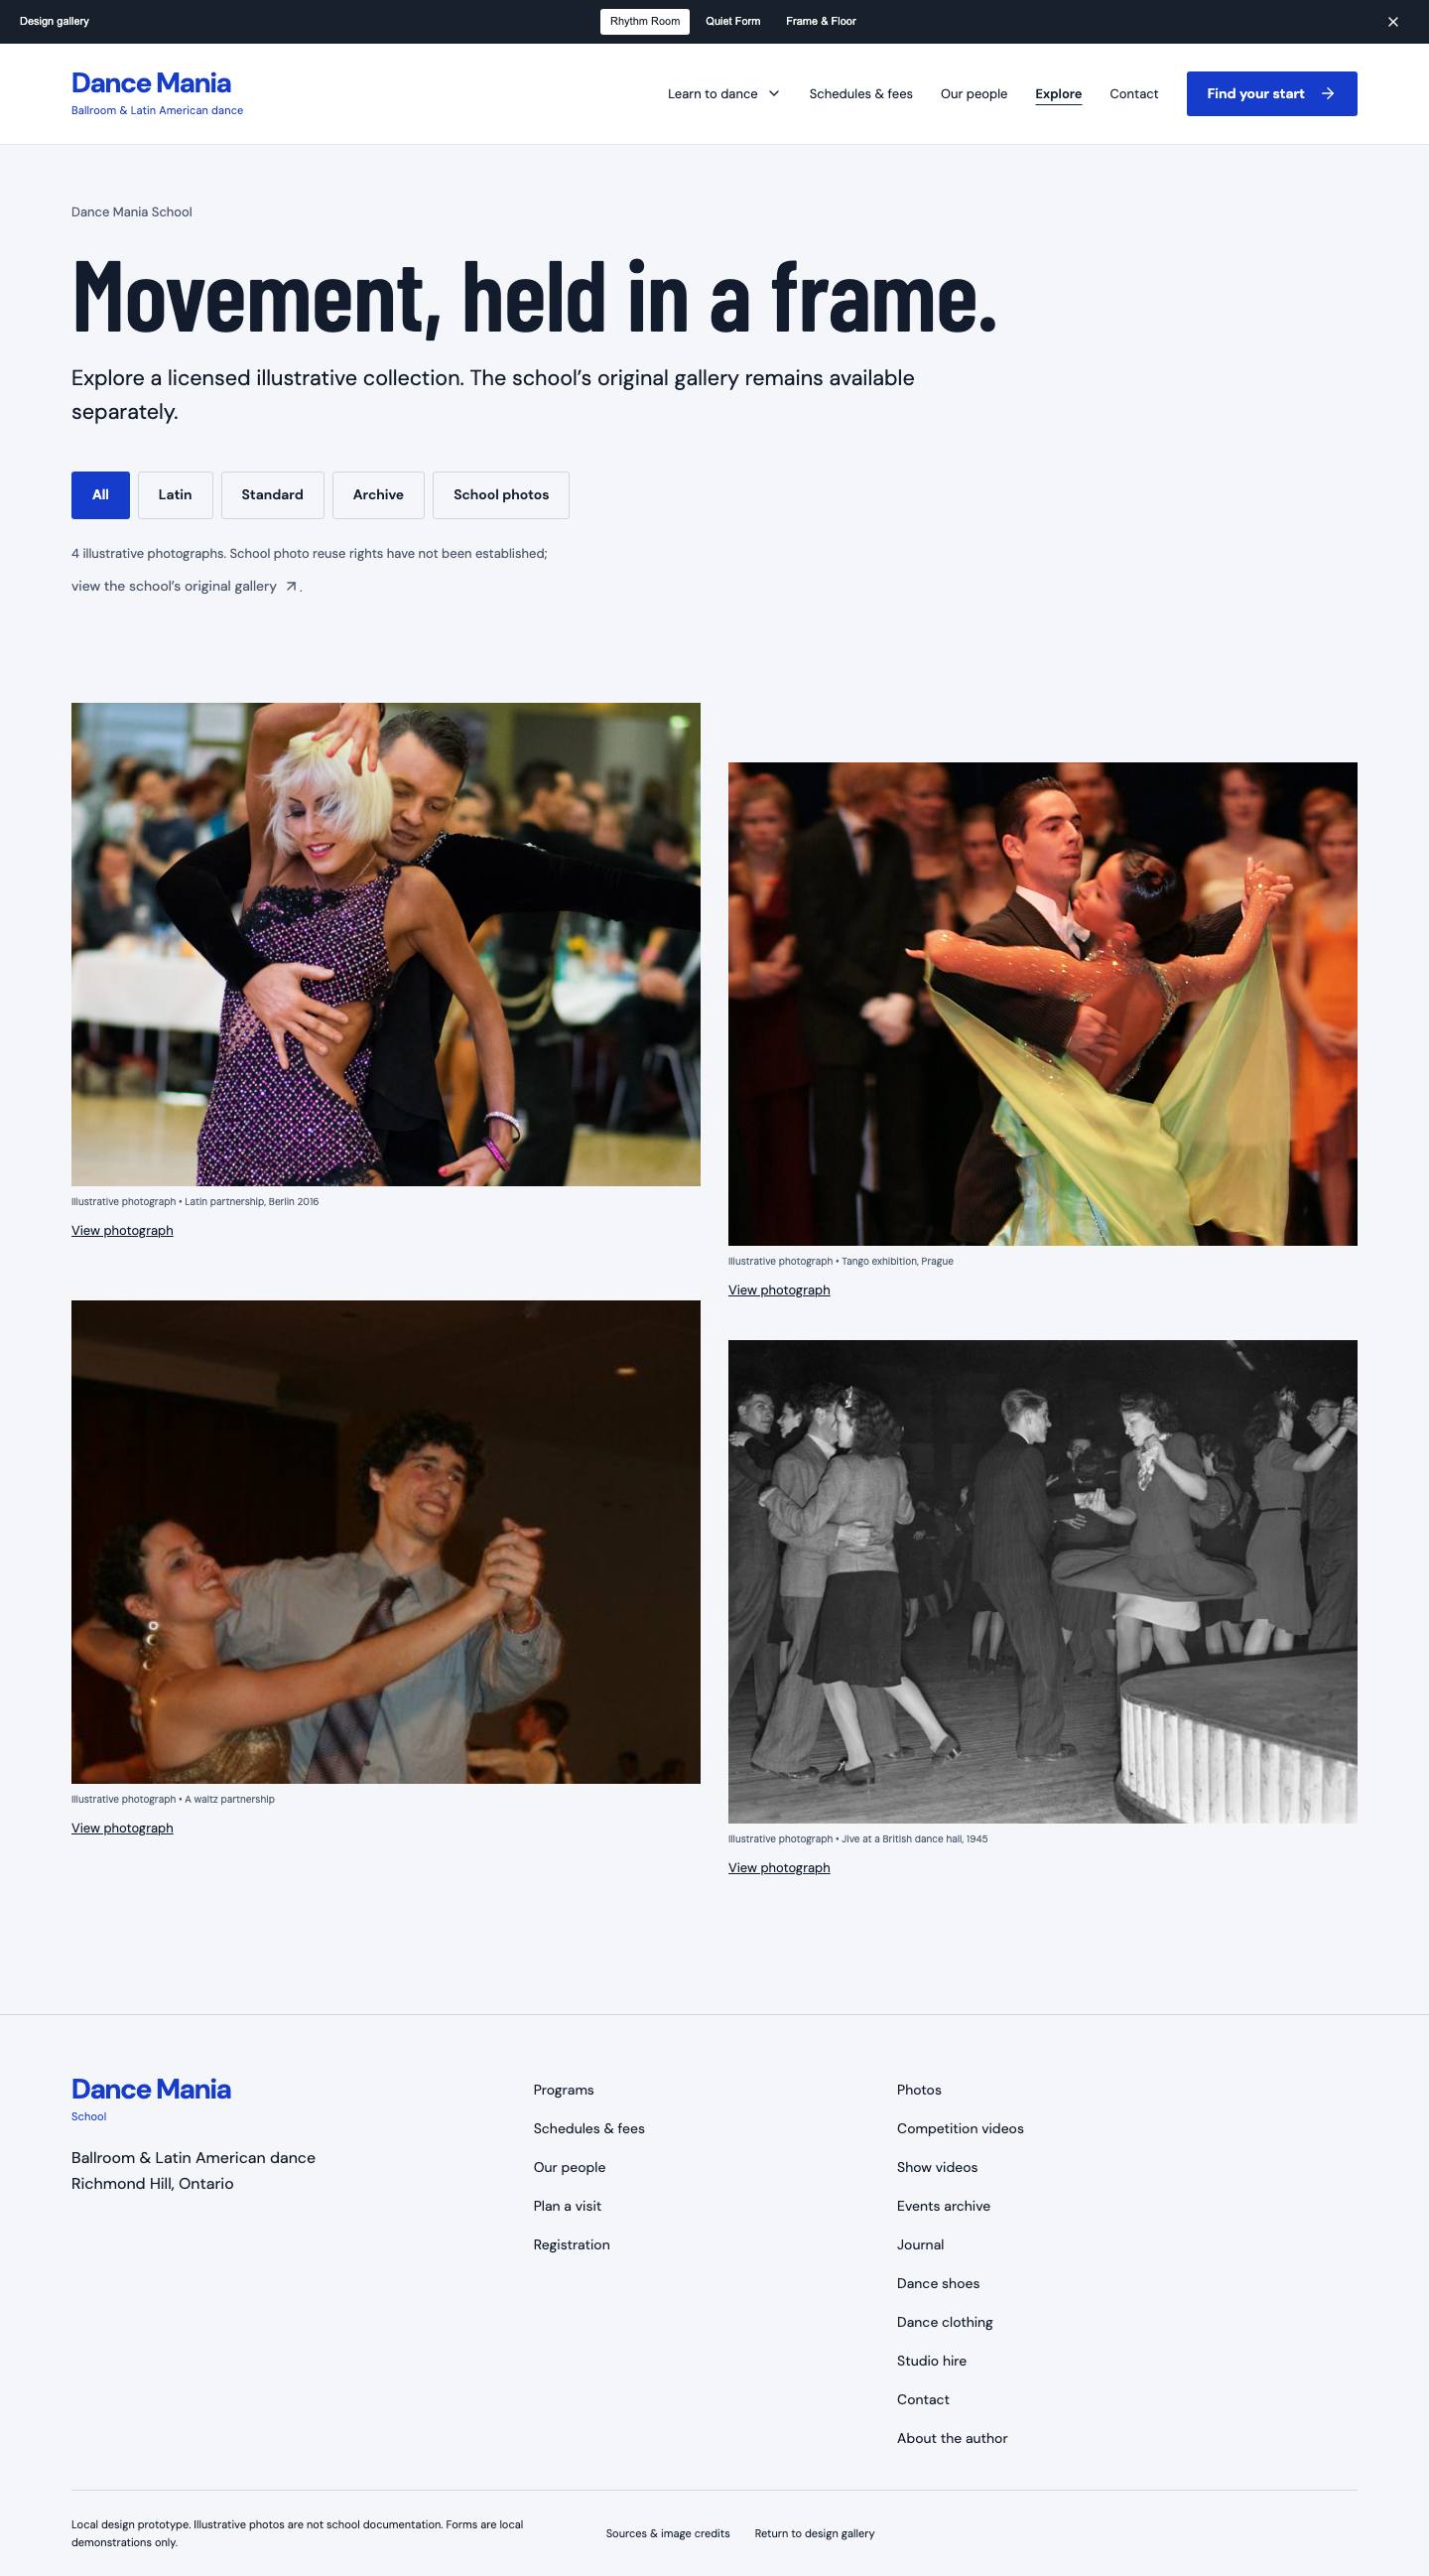 Design gallery
Rhythm Room
Quiet Form
Frame & Floor
Dance Mania
Ballroom & Latin American dance
Learn to dance
Schedules & fees
Our people
Explore
Contact
Find your start
Dance Mania School
Movement, held in a frame.
Explore a licensed illustrative collection. The school’s original gallery remains available
separately.
All
Latin
Standard
Archive
School photos
4 illustrative photographs. School photo reuse rights have not been established;
view the school’s original gallery ↗.
Illustrative photograph • Latin partnership, Berlin 2016
View photograph
Illustrative photograph • Tango exhibition, Prague
View photograph
Illustrative photograph • A waltz partnership
View photograph
Illustrative photograph • Jive at a British dance hall, 1945
View photograph
Dance Mania
School
Ballroom & Latin American dance
Richmond Hill, Ontario
Programs
Schedules & fees
Our people
Plan a visit
Registration
Photos
Competition videos
Show videos
Events archive
Journal
Dance shoes
Dance clothing
Studio hire
Contact
About the author
Local design prototype. Illustrative photos are not school documentation. Forms are local
demonstrations only.
Sources & image credits
Return to design gallery